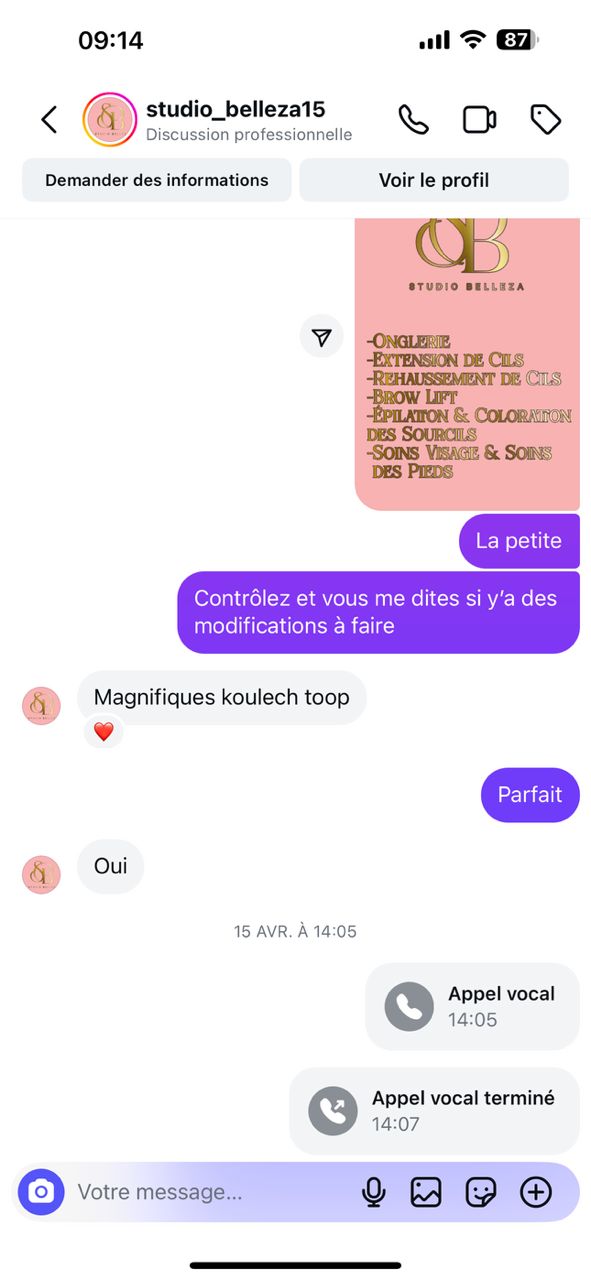 09:14
87
studio_belleza15
Discussion professionnelle
Demander des informations
Voir le profil
STUDIO BELLEZA
-ONGLERIE
-EXTENSION DE CILS
-REHAUSSEMENT DE CILS
-BROW LIFT
-ÉPILATION & COLORATION
DES SOURCILS
-SOINS VISAGE & SOINS
DES PIEDS
La petite
Contrôlez et vous me dites si y’a des
modifications à faire
Magnifiques koulech toop
Parfait
Oui
15 AVR. À 14:05
Appel vocal
14:05
Appel vocal terminé
14:07
Votre message...